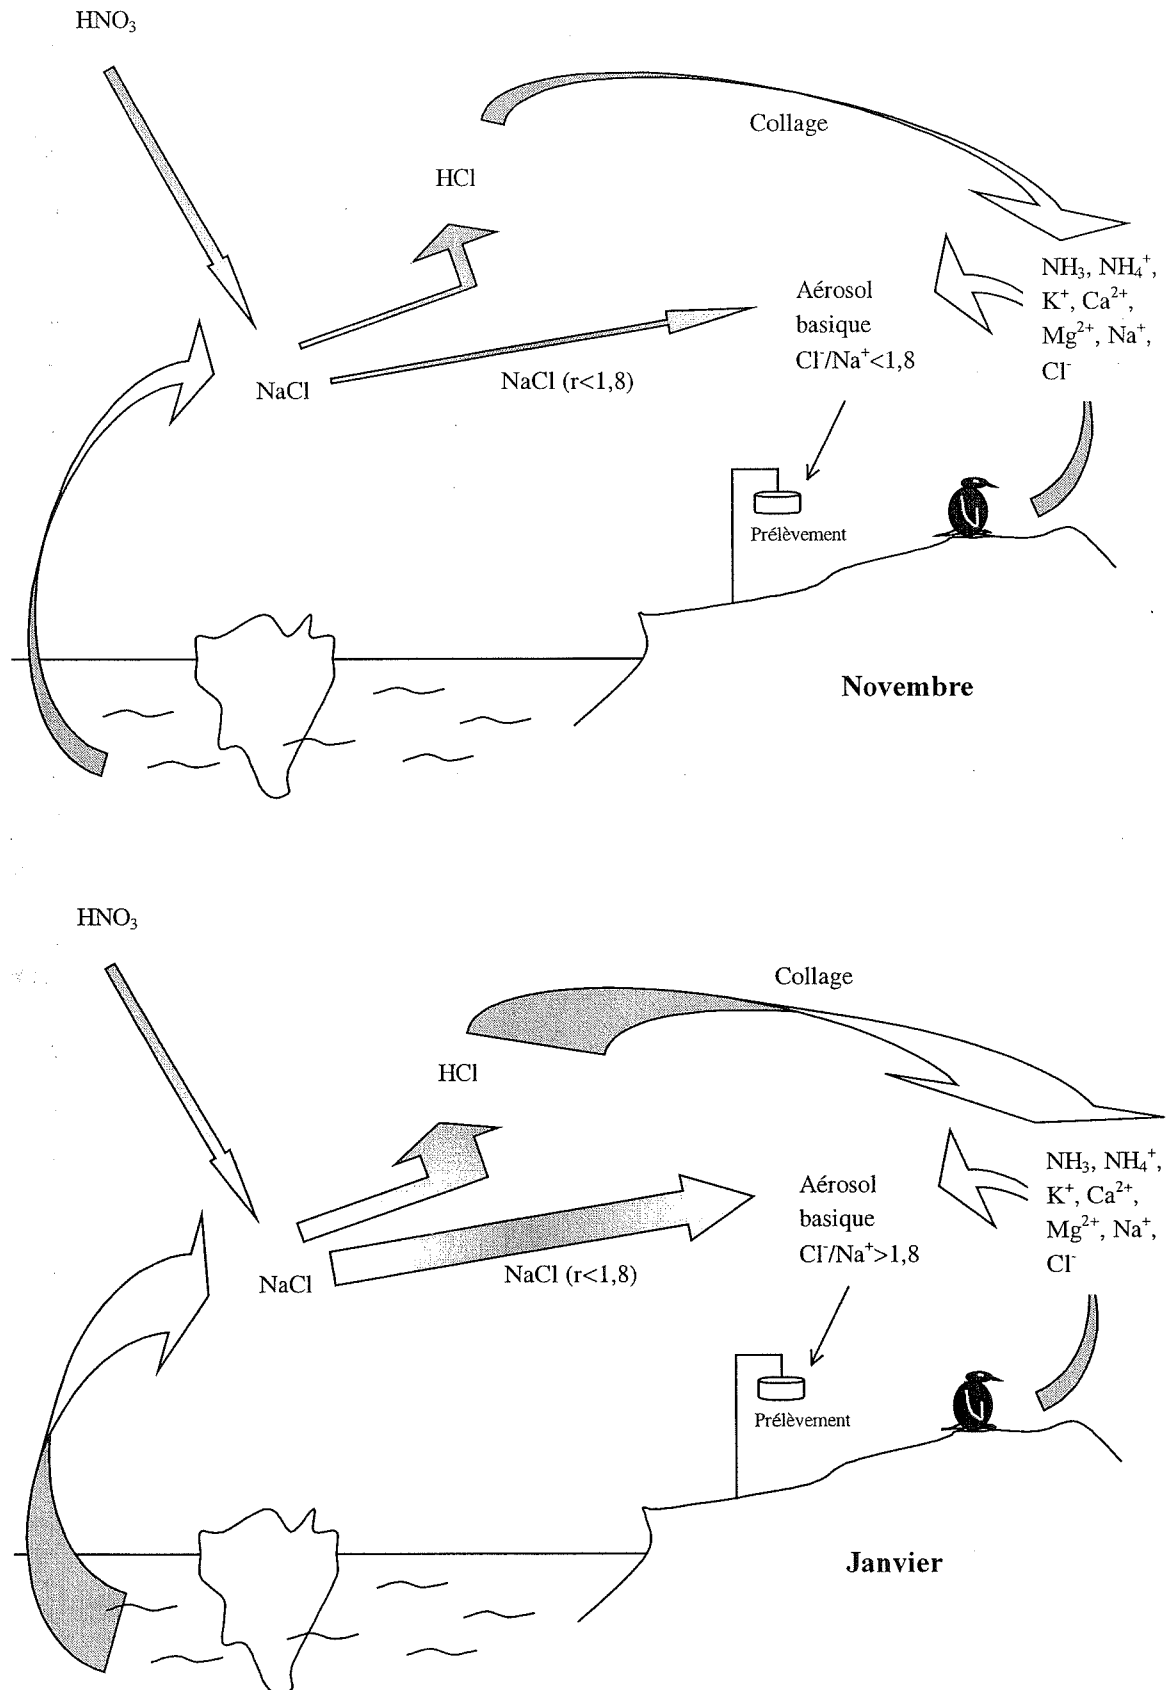 HNO₃
Collage
HCl
NH₃, NH₄⁺,
K⁺, Ca²⁺,
Mg²⁺, Na⁺,
Cl⁻
Aérosol
basique
Cl⁻/Na⁺<1,8
NaCl
NaCl (r<1,8)
Prélèvement
Novembre
HNO₃
Collage
HCl
NH₃, NH₄⁺,
K⁺, Ca²⁺,
Mg²⁺, Na⁺,
Cl⁻
Aérosol
basique
Cl⁻/Na⁺>1,8
NaCl
NaCl (r<1,8)
Prélèvement
Janvier